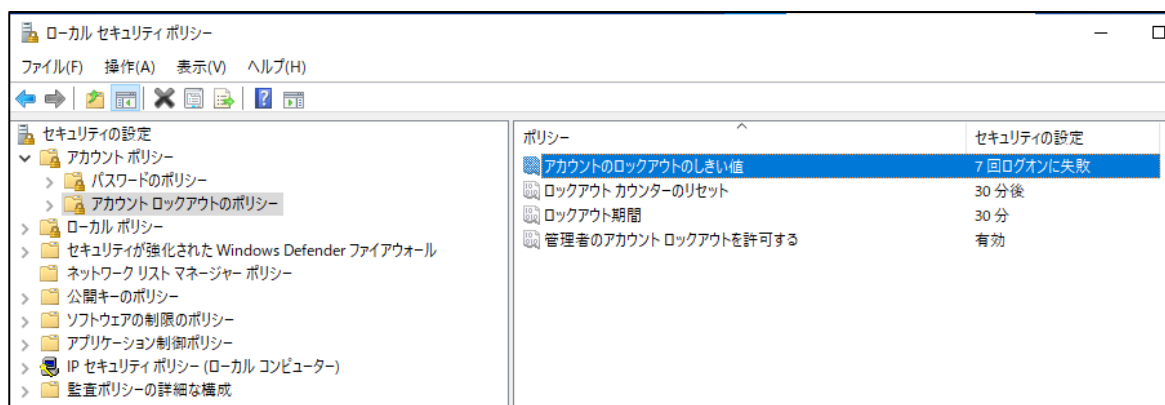 ローカル セキュリティ ポリシー
ファイル(F) 操作(A) 表示(V) ヘルプ(H)
セキュリティの設定
アカウント ポリシー
パスワードのポリシー
アカウント ロックアウトのポリシー
ローカル ポリシー
セキュリティが強化された Windows Defender ファイアウォール
ネットワーク リスト マネージャー ポリシー
公開キーのポリシー
ソフトウェアの制限のポリシー
アプリケーション制御ポリシー
IP セキュリティ ポリシー (ローカル コンピューター)
監査ポリシーの詳細な構成
ポリシー セキュリティの設定
アカウントのロックアウトのしきい値 7 回ログオンに失敗
ロックアウト カウンターのリセット 30 分後
ロックアウト期間 30 分
管理者のアカウント ロックアウトを許可する 有効